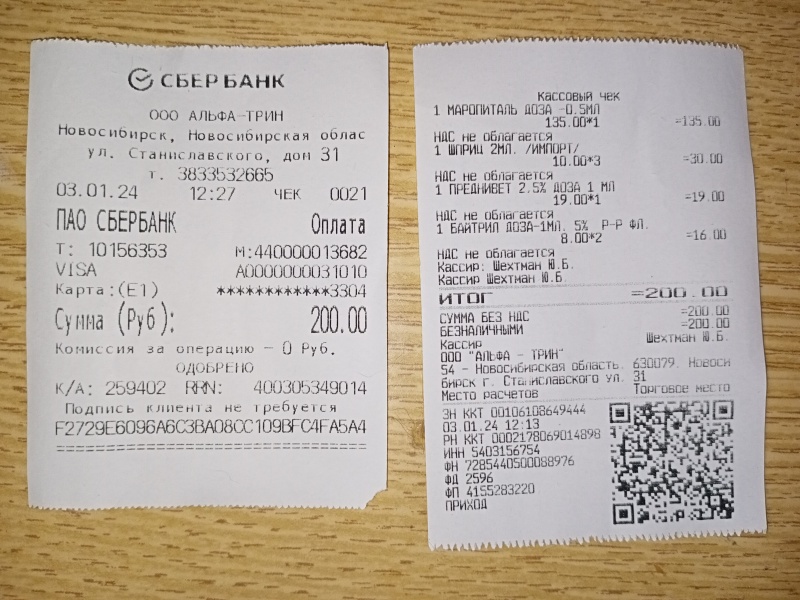 СБЕР БАНК
ООО АЛЬФА-ТРИН
Новосибирск, Новосибирская облас
ул. Станиславского, дом 31
т. 3833532665
03.01.24 12:27 ЧЕК 0021
ПАО СБЕРБАНК Оплата
Т: 10156353 М:440000013682
VISA A0000000031010
Карта:(E1) ************3304
Сумма (Руб): 200.00
Комиссия за операцию – 0 Руб.
ОДОБРЕНО
К/А: 259402 RRN: 400305349014
Подпись клиента не требуется
F2729E6096A6C3BA08CC109BFC4FA5A4
================================
Кассовый чек
1 МАРОПИТАЛЬ ДОЗА -0.5МЛ
135.00*1 =135.00
НДС не облагается
1 ШПРИЦ 2МЛ. /ИМПОРТ/
10.00*3 =30.00
НДС не облагается
1 ПРЕДНИВЕТ 2,5% ДОЗА 1 МЛ
19.00*1 =19.00
НДС не облагается
1 БАЙТРИЛ ДОЗА-1МЛ. 5% Р-Р ФЛ.
8.00*2 =16.00
НДС не облагается
Кассир: Шехтман Ю.Б.
Кассир Шехтман Ю.Б.
ИТОГ =200.00
СУММА БЕЗ НДС =200.00
БЕЗНАЛИЧНЫМИ =200.00
Кассир Шехтман Ю.Б.
ООО "АЛЬФА - ТРИН"
54 - Новосибирская область, 630079, Новоси
бирск г. Станиславского ул. 31
Место расчетов Торговое место
ЗН ККТ 00106108649444
03.01.24 12:13
РН ККТ 0002178069014898
ИНН 5403156754
ФН 7285440500088976
ФД 2596
ФП 4155283220
ПРИХОД